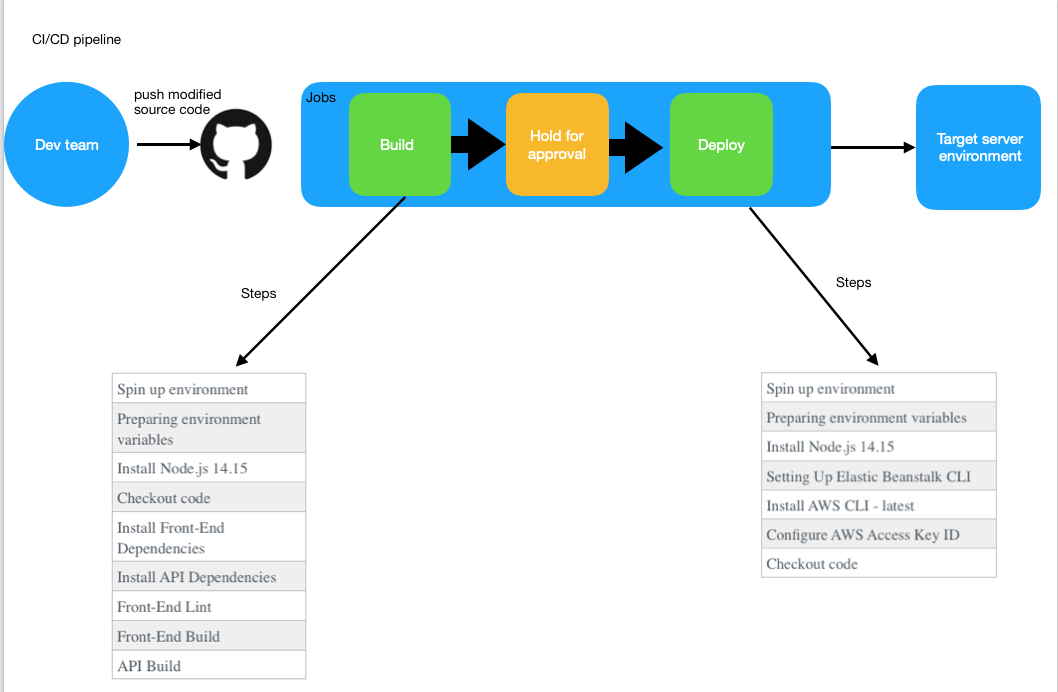 CI/CD pipeline
push modified
source code
Dev team
Jobs
Build
Hold for
approval
Deploy
Target server
environment
Steps
Steps
Spin up environment
Preparing environment
variables
Install Node.js 14.15
Checkout code
Install Front-End
Dependencies
Install API Dependencies
Front-End Lint
Front-End Build
API Build
Spin up environment
Preparing environment variables
Install Node.js 14.15
Setting Up Elastic Beanstalk CLI
Install AWS CLI - latest
Configure AWS Access Key ID
Checkout code